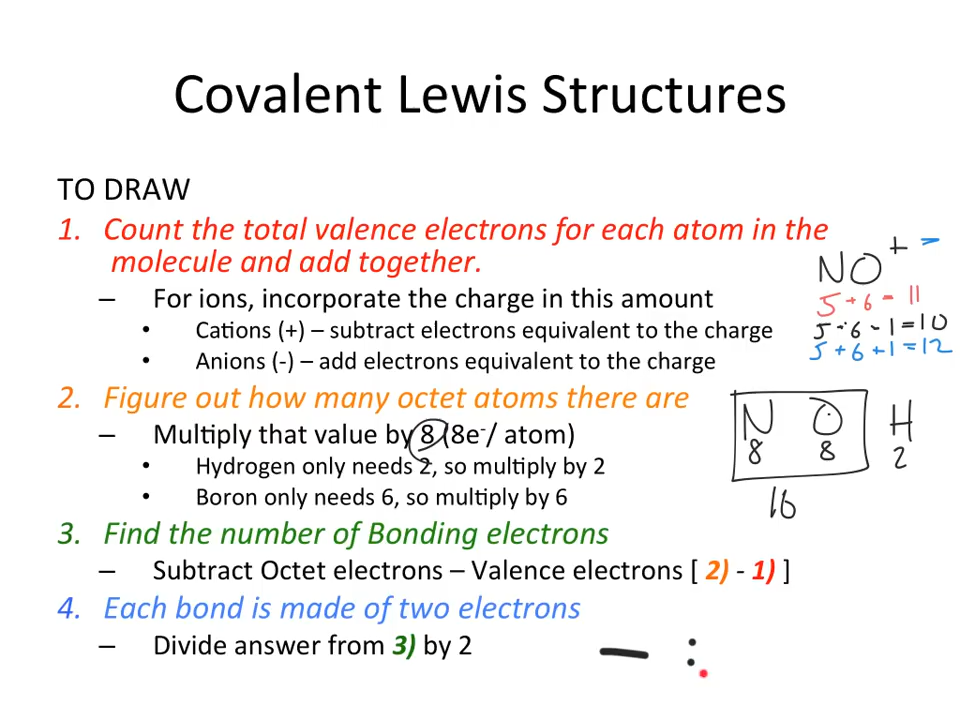 Covalent Lewis Structures
TO DRAW
1. Count the total valence electrons for each atom in the
molecule and add together.
– For ions, incorporate the charge in this amount
• Cations (+) – subtract electrons equivalent to the charge
• Anions (-) – add electrons equivalent to the charge
2. Figure out how many octet atoms there are
– Multiply that value by 8 (8e⁻/ atom)
• Hydrogen only needs 2, so multiply by 2
• Boron only needs 6, so multiply by 6
3. Find the number of Bonding electrons
– Subtract Octet electrons – Valence electrons [ 2) - 1) ]
4. Each bond is made of two electrons
– Divide answer from 3) by 2
NO + –
5 + 6 = 11
5 + 6 - 1 = 10
5 + 6 + 1 = 12
N O H
8 8 2
16
— :